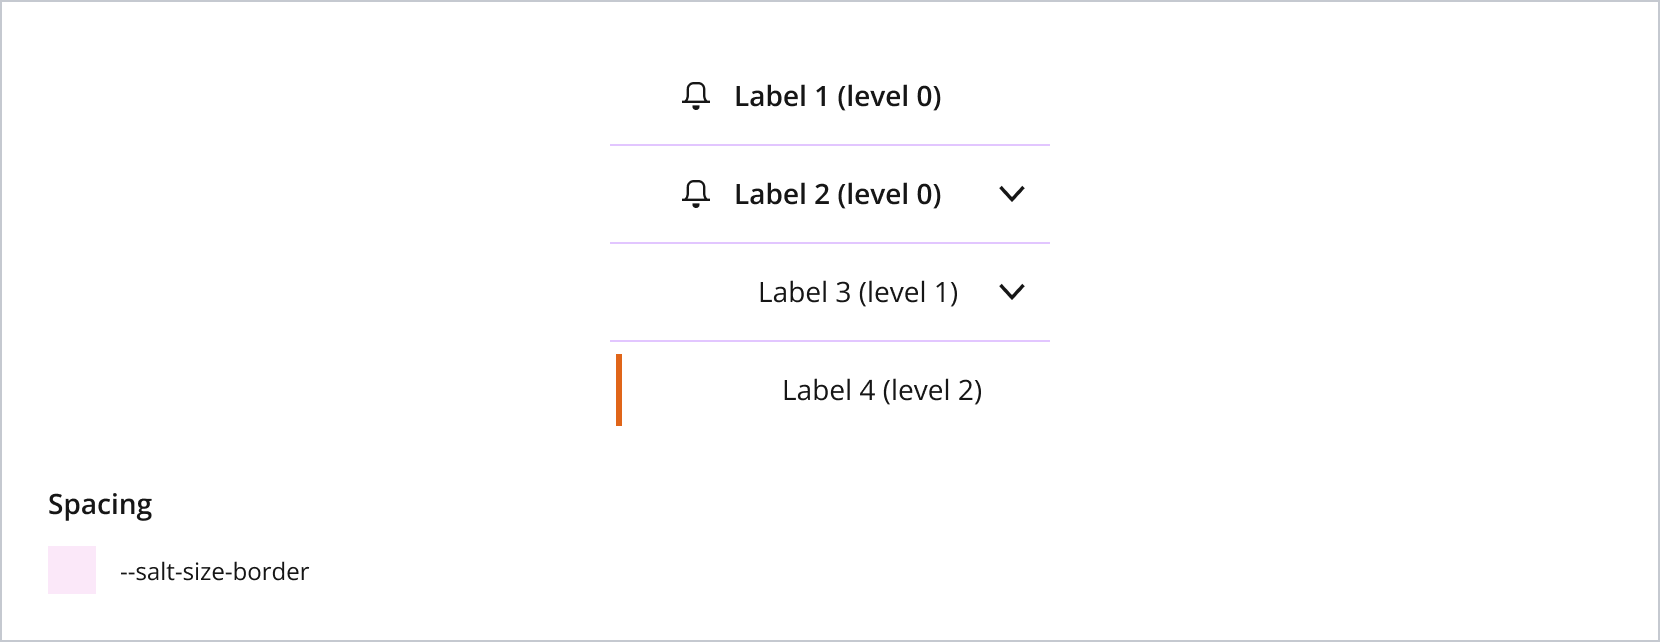 Label 1 (level 0)
Label 2 (level 0)
Label 3 (level 1)
Label 4 (level 2)
Spacing
--salt-size-border